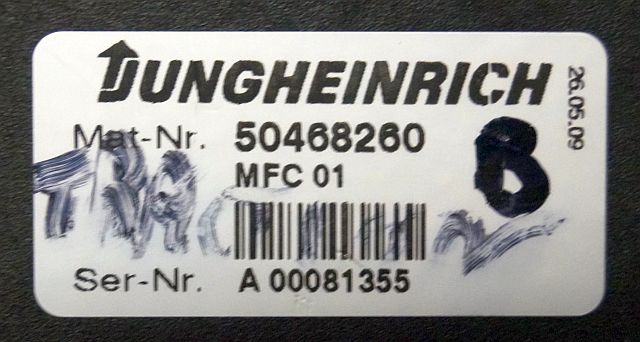 JUNGHEINRICH
26.05.09
Mat-Nr. 50468260
MFC 01
B
Ser-Nr. A 00081355